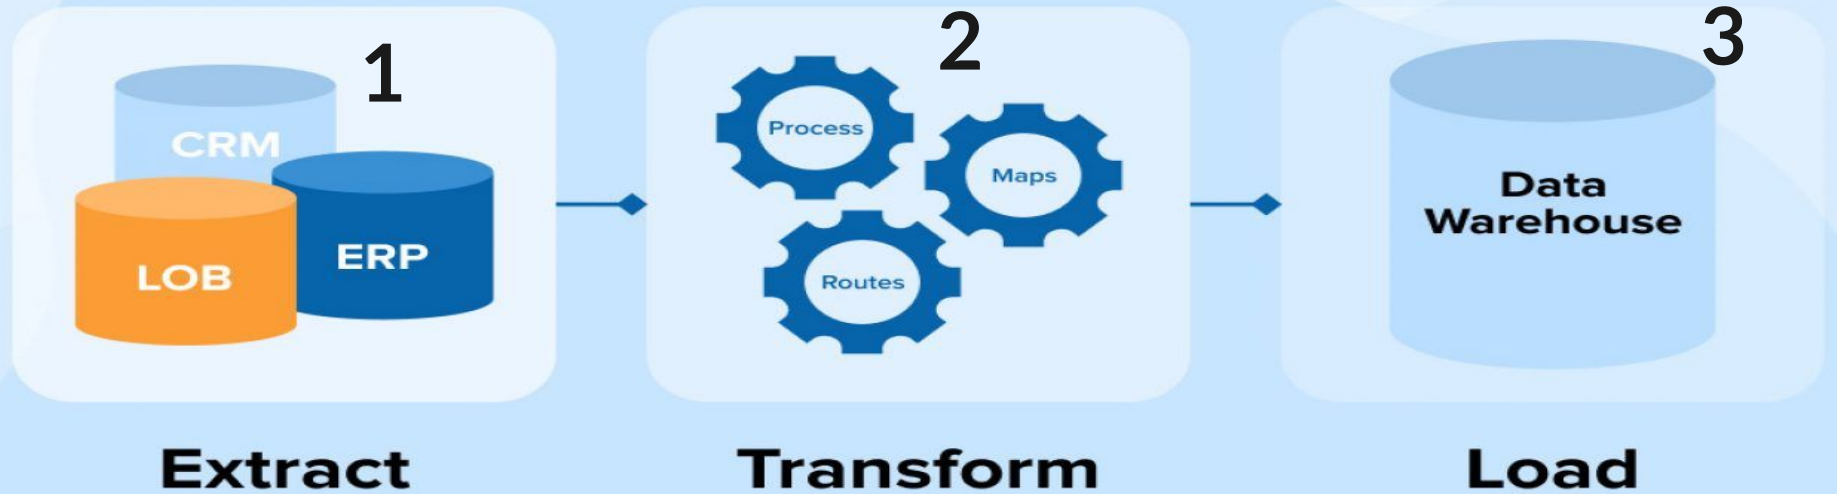 1
CRM
LOB
ERP
Extract
2
Process
Maps
Routes
Transform
3
Data
Warehouse
Load